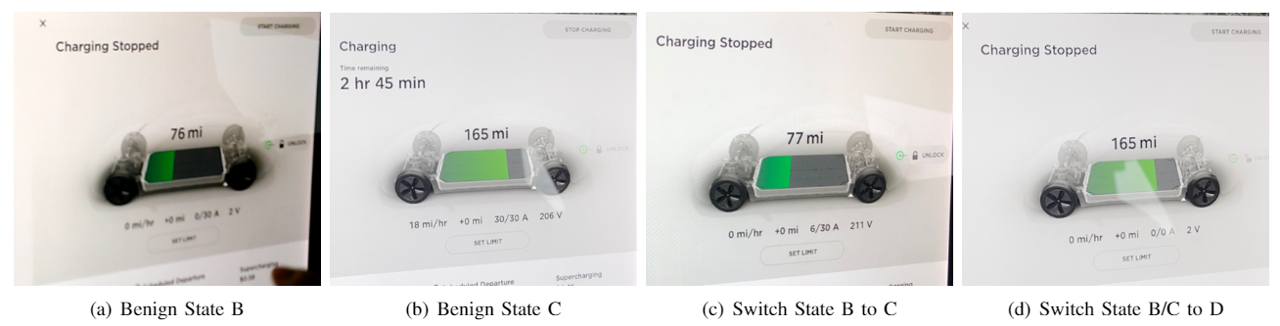 X
START CHARGING
Charging Stopped
76 mi
UNLOCK
0 mi/hr +0 mi 0/30 A 2 V
SET LIMIT
Scheduled Departure
Supercharging
(a) Benign State B
STOP CHARGING
Charging
Time remaining
2 hr 45 min
165 mi
UNLOCK
18 mi/hr +0 mi 30/30 A 206 V
SET LIMIT
Scheduled Departure
Supercharging
(b) Benign State C
START CHARGING
Charging Stopped
77 mi
UNLOCK
0 mi/hr +0 mi 6/30 A 211 V
SET LIMIT
(c) Switch State B to C
X
START CHARGING
Charging Stopped
165 mi
0 mi/hr +0 mi 0/0 A 2 V
SET LIMIT
(d) Switch State B/C to D